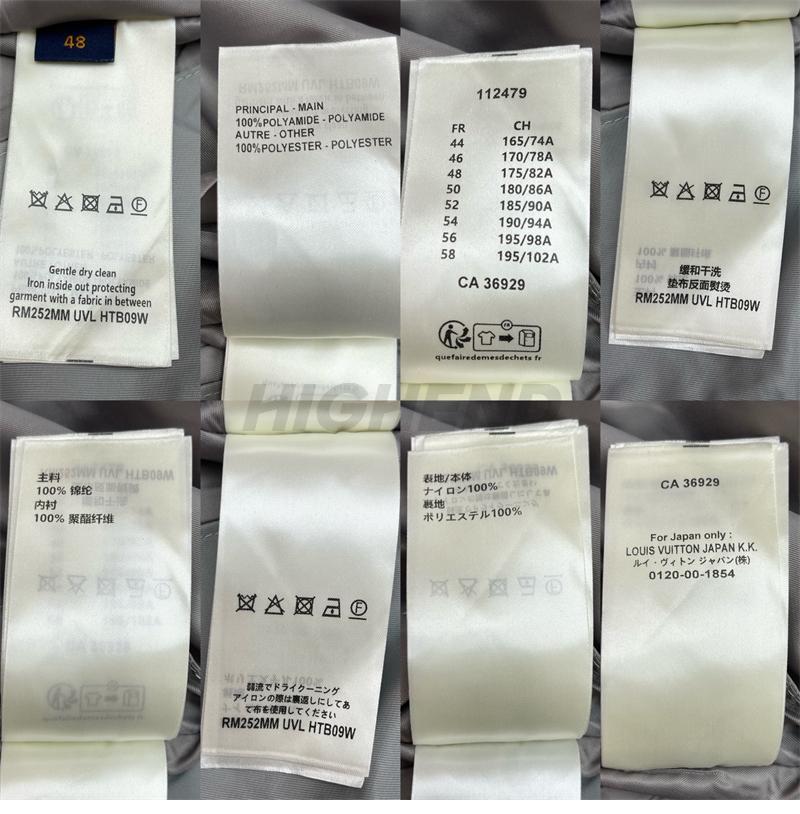 48
Gentle dry clean
Iron inside out protecting
garment with a fabric in between
RM252MM UVL HTB09W
PRINCIPAL - MAIN
100%POLYAMIDE - POLYAMIDE
AUTRE - OTHER
100%POLYESTER - POLYESTER
112479
FR CH
44 165/74A
46 170/78A
48 175/82A
50 180/86A
52 185/90A
54 190/94A
56 195/98A
58 195/102A
CA 36929
FR
quefairedemesdechets.fr
缓和干洗
垫布反面熨烫
RM252MM UVL HTB09W
HIGHEND
主料
100% 锦纶
内衬
100% 聚酯纤维
弱流でドライクーニング
アイロンの際は裏返しにしてあ
て布を使用してください
RM252MM UVL HTB09W
表地/本体
ナイロン100%
裏地
ポリエステル100%
CA 36929
For Japan only :
LOUIS VUITTON JAPAN K.K.
ルイ・ヴィトン ジャパン(株)
0120-00-1854